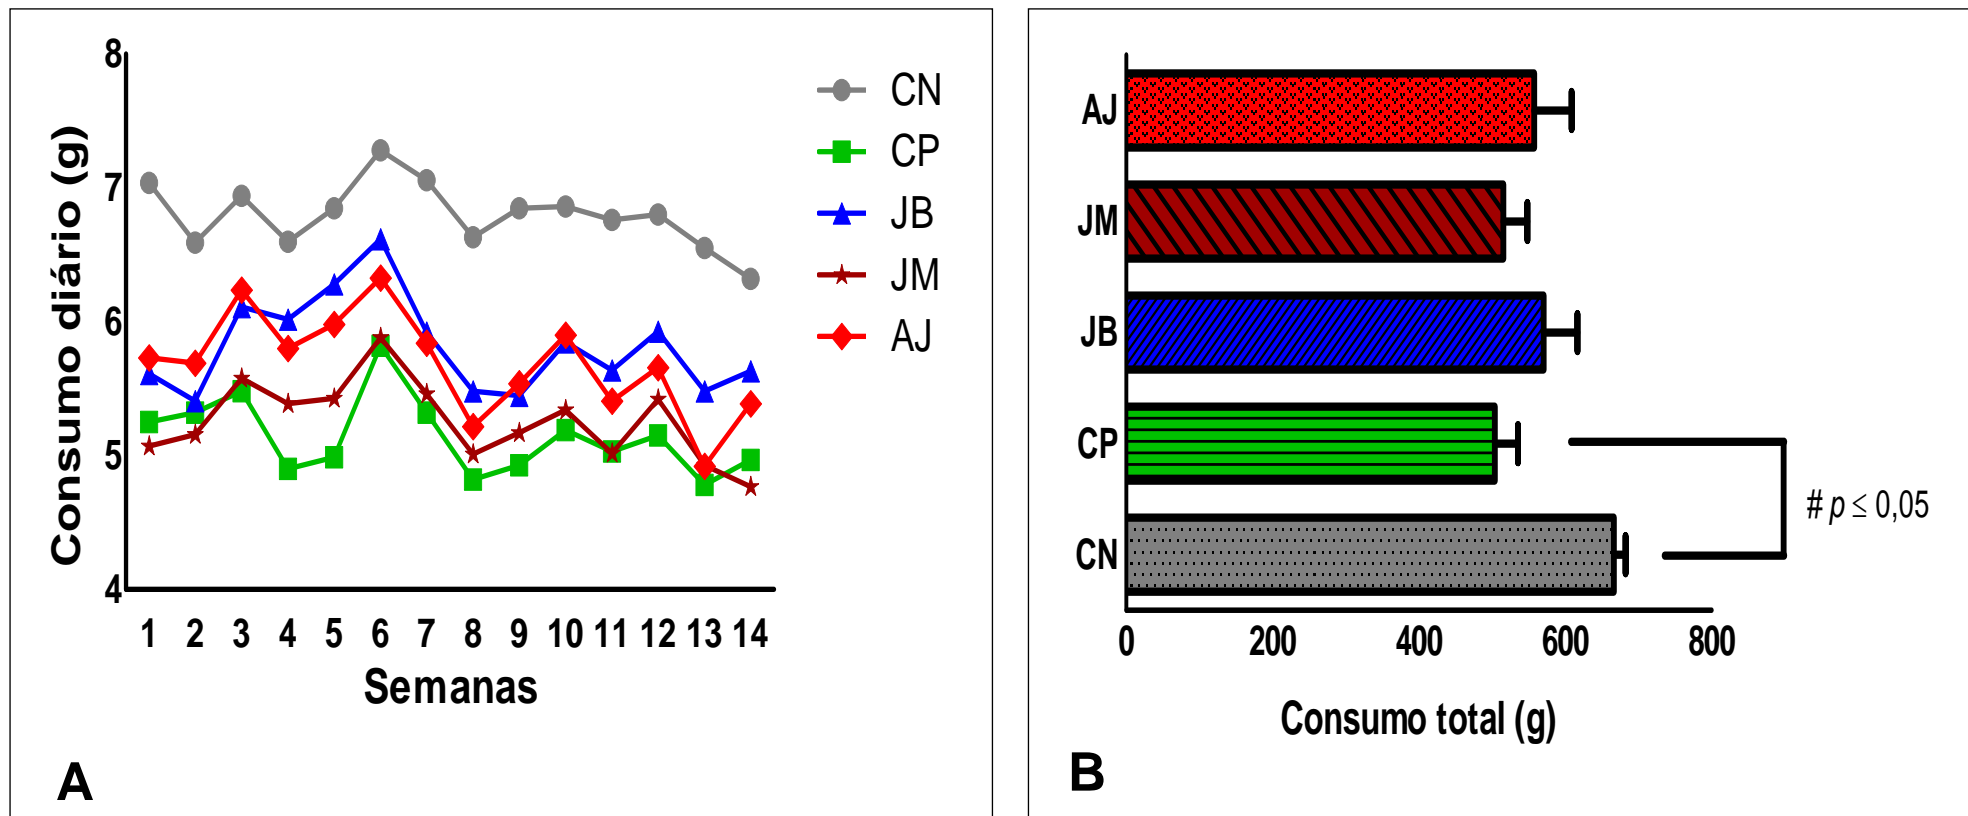 8
7
6
5
4
Consumo diário (g)
1 2 3 4 5 6 7 8 9 10 11 12 13 14
Semanas
CN
CP
JB
JM
AJ
A
AJ
JM
JB
CP
CN
# p ≤ 0,05
0 200 400 600 800
Consumo total (g)
B